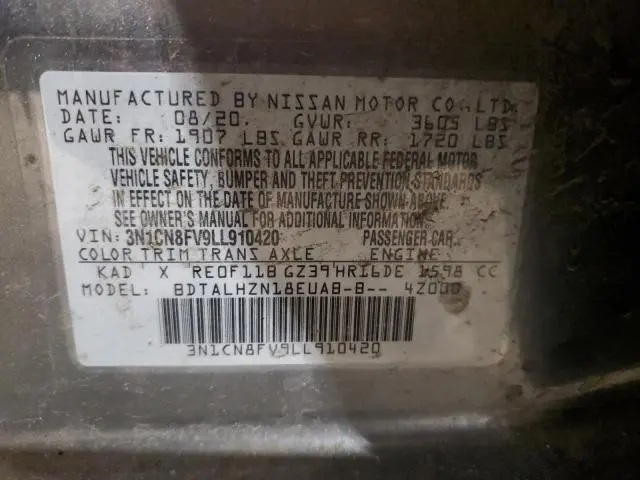 MANUFACTURED BY NISSAN MOTOR CO.,LTD.
DATE: 08/20. GVWR: 3605 LBS
GAWR FR: 1907 LBS GAWR RR: 1720 LBS
THIS VEHICLE CONFORMS TO ALL APPLICABLE FEDERAL MOTOR
VEHICLE SAFETY, BUMPER AND THEFT PREVENTION STANDARDS
IN EFFECT ON THE DATE OF MANUFACTURE SHOWN ABOVE.
SEE OWNER'S MANUAL FOR ADDITIONAL INFORMATION.
VIN: 3N1CN8FV9LL910420 PASSENGER CAR
COLOR TRIM TRANS AXLE ENGINE
KAD X RE0F11B GZ39 HR16DE 1598 CC
MODEL: BDTALHZN18EUA8-B-- 4Z000
3N1CN8FV9LL910420